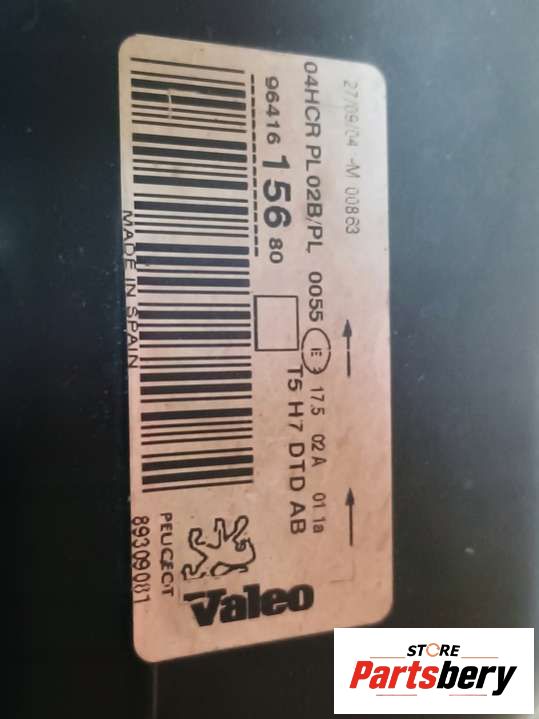 27/09/04 -M 00863
04HCR PL 02B/PL 0055 E 17.5 02 A 01 1a
96416 156 80
T5 H7 DTD AB
MADE IN SPAIN
PEUGEOT
89309081
Valeo
STORE
Partsbery